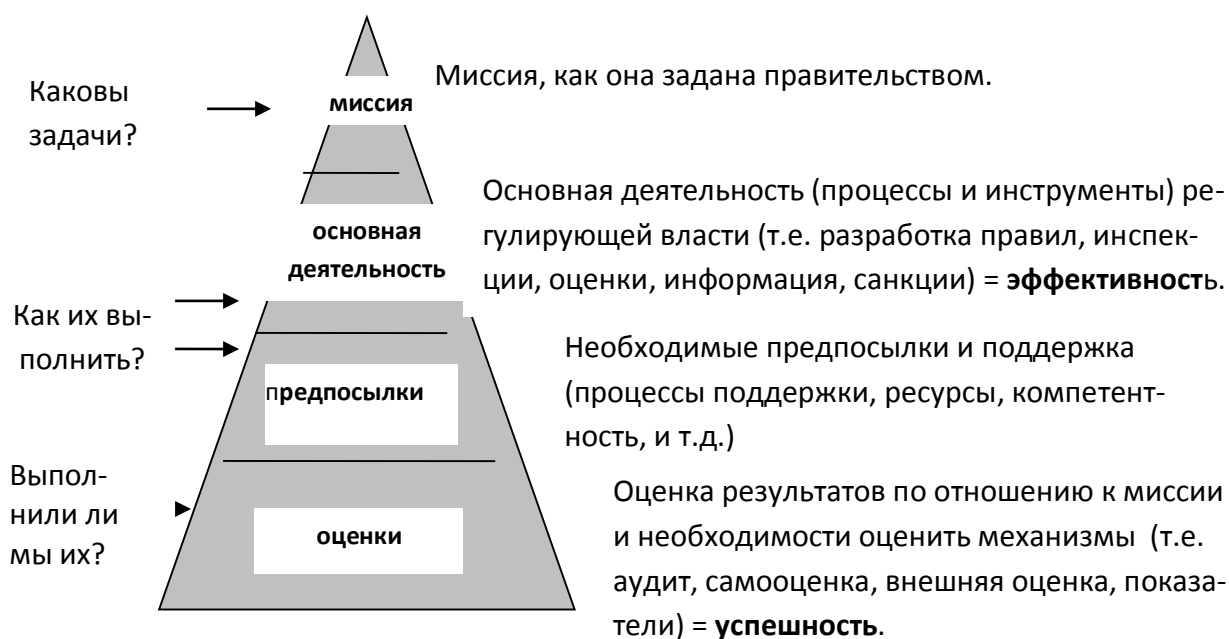 Каковы
задачи?
миссия
Миссия, как она задана правительством.
основная
деятельность
Основная деятельность (процессы и инструменты) ре-
гулирующей власти (т.е. разработка правил, инспек-
ции, оценки, информация, санкции) = эффективность.
Как их вы-
полнить?
предпосылки
Необходимые предпосылки и поддержка
(процессы поддержки, ресурсы, компетент-
ность, и т.д.)
Выпол-
нили ли
мы их?
оценки
Оценка результатов по отношению к миссии
и необходимости оценить механизмы (т.е.
аудит, самооценка, внешняя оценка, показа-
тели) = успешность.